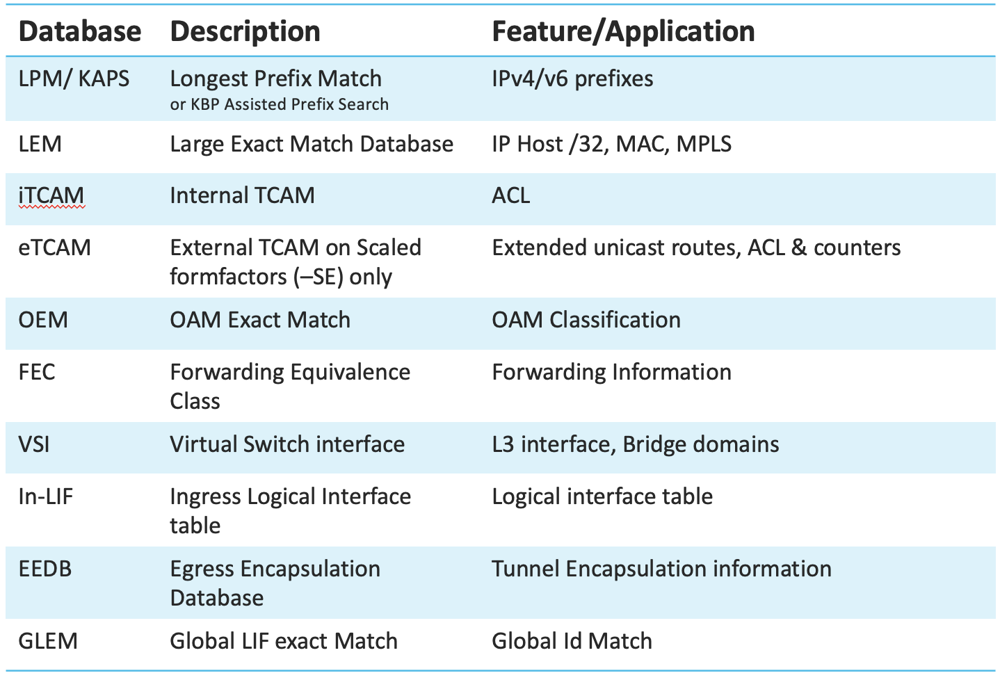 Database Description Feature/Application
LPM/ KAPS Longest Prefix Match IPv4/v6 prefixes
or KBP Assisted Prefix Search
LEM Large Exact Match Database IP Host /32, MAC, MPLS
iTCAM Internal TCAM ACL
eTCAM External TCAM on Scaled Extended unicast routes, ACL & counters
formfactors (–SE) only
OEM OAM Exact Match OAM Classification
FEC Forwarding Equivalence Forwarding Information
Class
VSI Virtual Switch interface L3 interface, Bridge domains
In-LIF Ingress Logical Interface Logical interface table
table
EEDB Egress Encapsulation Tunnel Encapsulation information
Database
GLEM Global LIF exact Match Global Id Match